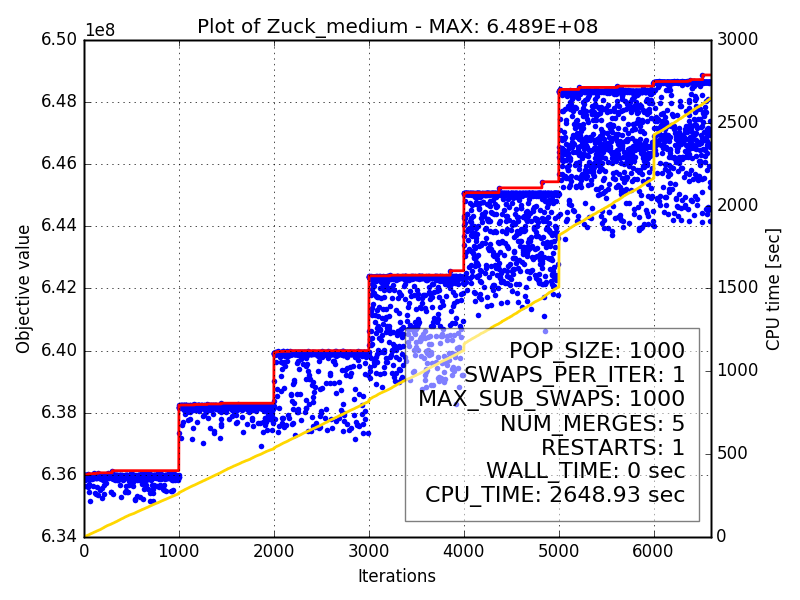 Plot of Zuck_medium - MAX: 6.489E+08
1e8
6.50
6.48
6.46
6.44
6.42
6.40
6.38
6.36
6.34
Objective value
3000
2500
2000
1500
1000
500
0
CPU time [sec]
POP_SIZE: 1000
SWAPS_PER_ITER: 1
MAX_SUB_SWAPS: 1000
NUM_MERGES: 5
RESTARTS: 1
WALL_TIME: 0 sec
CPU_TIME: 2648.93 sec
0 1000 2000 3000 4000 5000 6000
Iterations